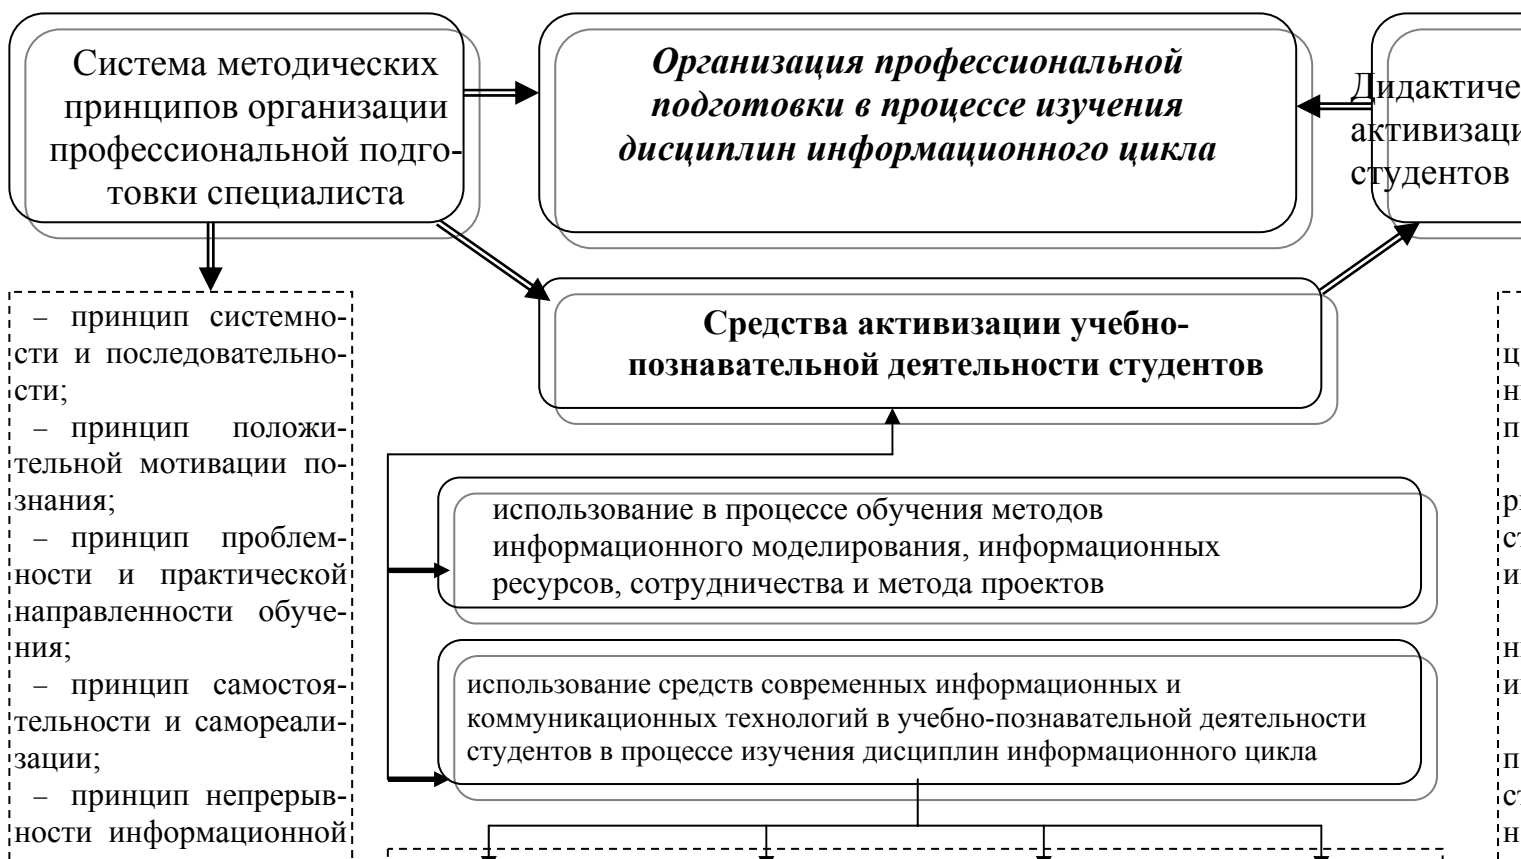 Система методических
принципов организации
профессиональной подго-
товки специалиста
Организация профессиональной
подготовки в процессе изучения
дисциплин информационного цикла
студентов
Средства активизации учебно-
познавательной деятельности студентов
– принцип системно-
сти и последовательно-
сти;
– принцип положи-
тельной мотивации по-
знания;
– принцип проблем-
ности и практической
направленности обуче-
ния;
– принцип самостоя-
тельности и самореали-
зации;
– принцип непрерыв-
ности информационной
использование в процессе обучения методов
информационного моделирования, информационных
ресурсов, сотрудничества и метода проектов
использование средств современных информационных и
коммуникационных технологий в учебно-познавательной деятельности
студентов в процессе изучения дисциплин информационного цикла